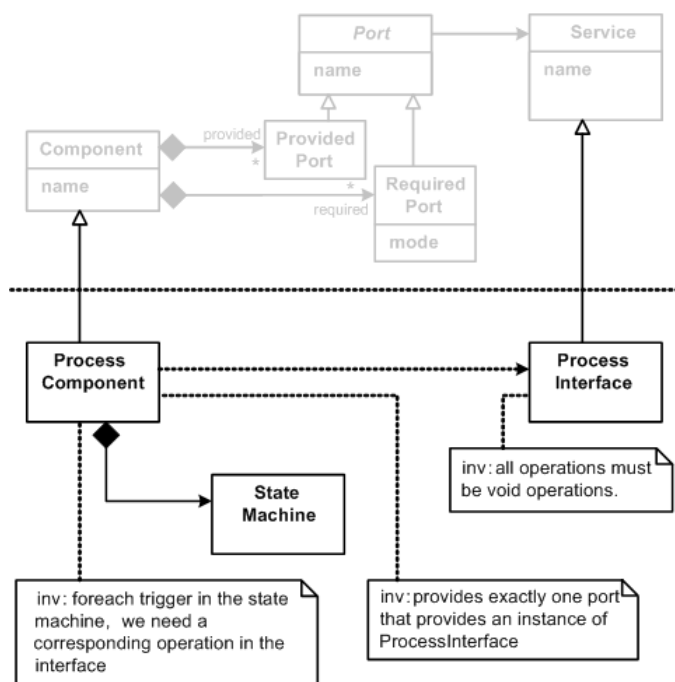 Port
name
Service
name
Component
name
provided
*
Provided
Port
*
required
Required
Port
mode
Process
Component
Process
Interface
inv: all operations must
be void operations.
State
Machine
inv: foreach trigger in the state
machine, we need a
corresponding operation in the
interface
inv: provides exactly one port
that provides an instance of
ProcessInterface